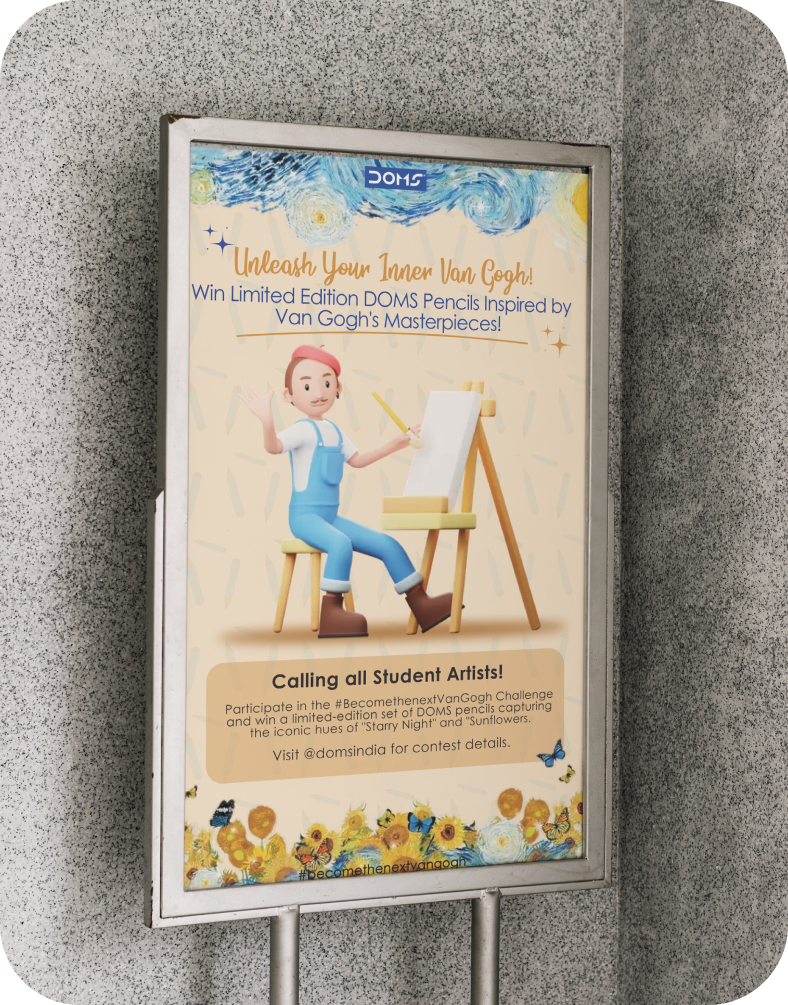 DOMS
Unleash Your Inner Van Gogh!
Win Limited Edition DOMS Pencils Inspired by
Van Gogh's Masterpieces!
Calling all Student Artists!
Participate in the #BecomethenextVanGogh Challenge
and win a limited-edition set of DOMS pencils capturing
the iconic hues of "Starry Night" and "Sunflowers.
Visit @domsindia for contest details.
#becomethenextvangogh